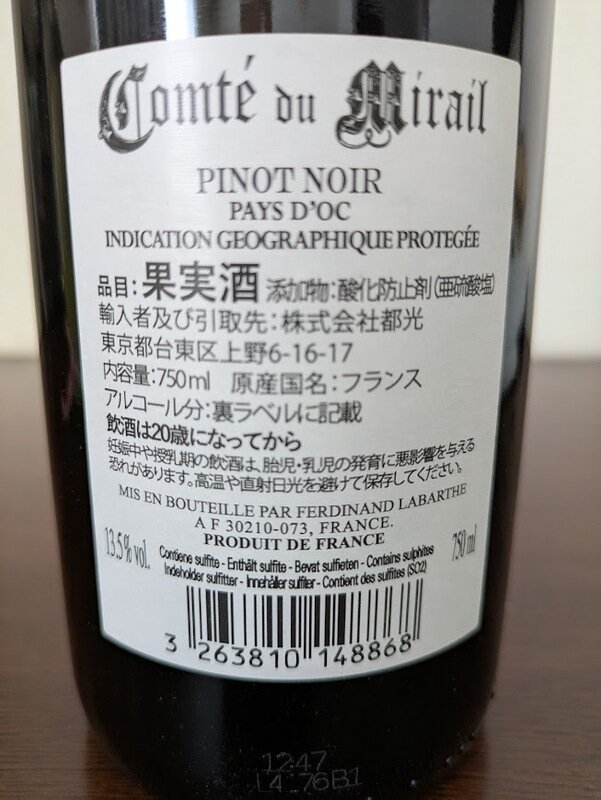 Comté du Mirail
PINOT NOIR
PAYS D'OC
INDICATION GEOGRAPHIQUE PROTEGÉE
品目:果実酒 添加物:酸化防止剤(亜硫酸塩)
輸入者及び引取先:株式会社都光
東京都台東区上野6-16-17
内容量:750ml 原産国名:フランス
アルコール分:裏ラベルに記載
飲酒は20歳になってから
妊娠中や授乳期の飲酒は、胎児・乳児の発育に悪影響を与える
恐れがあります。高温や直射日光を避けて保存してください。
MIS EN BOUTEILLE PAR FERDINAND LABARTHE
A F 30210-073, FRANCE.
PRODUIT DE FRANCE
13.5% vol.
750 ml
Contiene sulfite - Enthält sulfite - Bevat sulfieten - Contains sulphites
Indeholder sulfitter - Innehåller sulfiter - Contient des sulfites (SO2)
3 263810 148868
12:47
L4_76B1